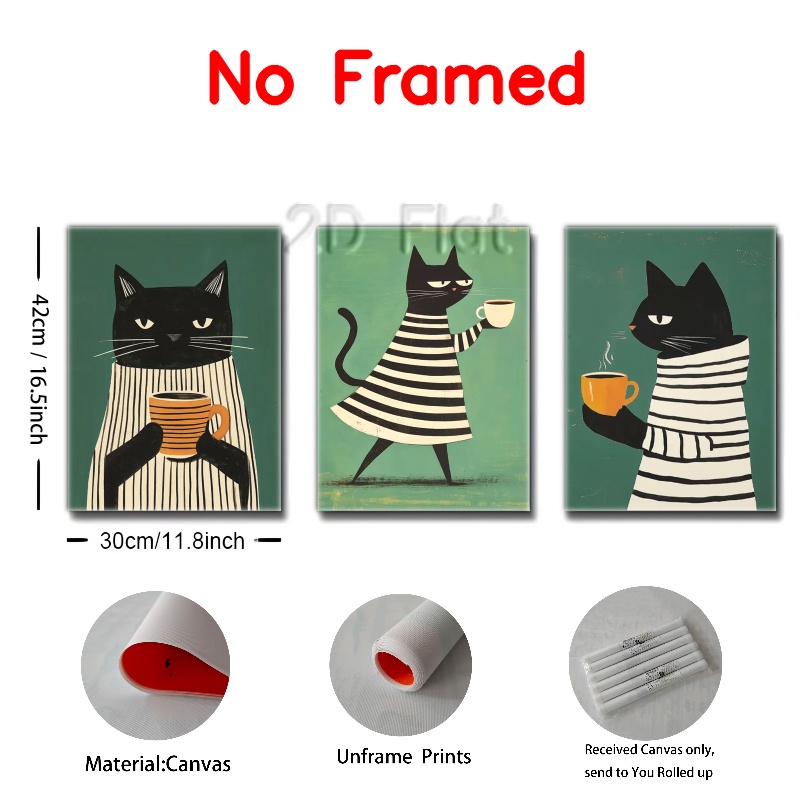 No Framed
2D Flat
42cm / 16.5inch
30cm/11.8inch
Material:Canvas
Unframe Prints
Received Canvas only,
send to You Rolled up